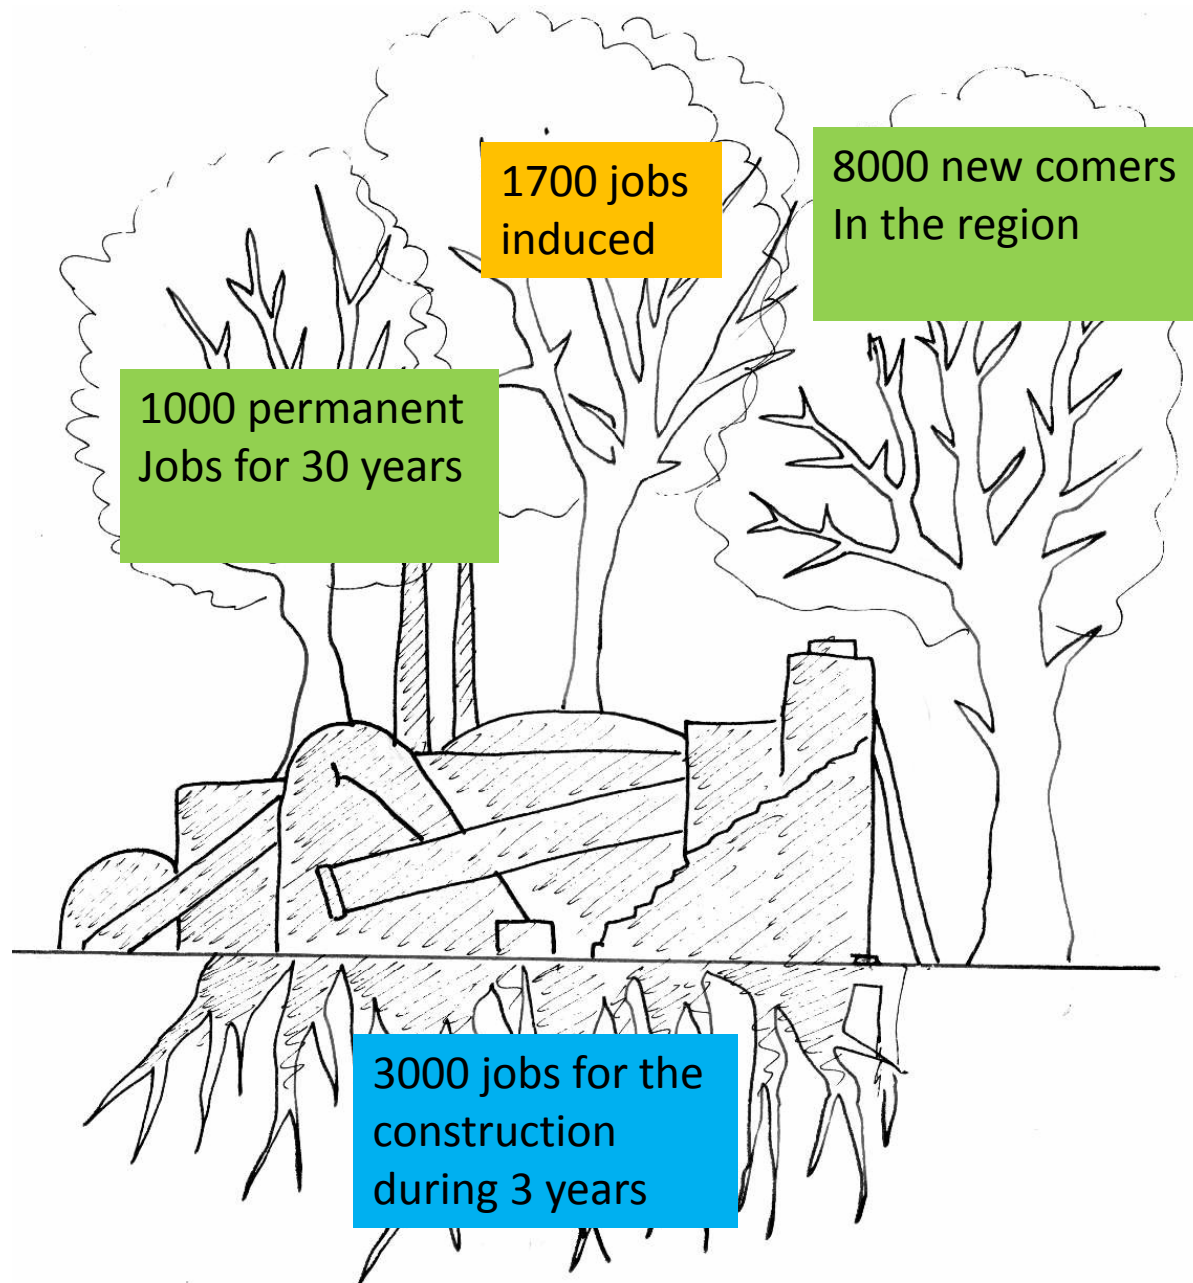 1700 jobs
induced
8000 new comers
In the region
1000 permanent
Jobs for 30 years
3000 jobs for the
construction
during 3 years